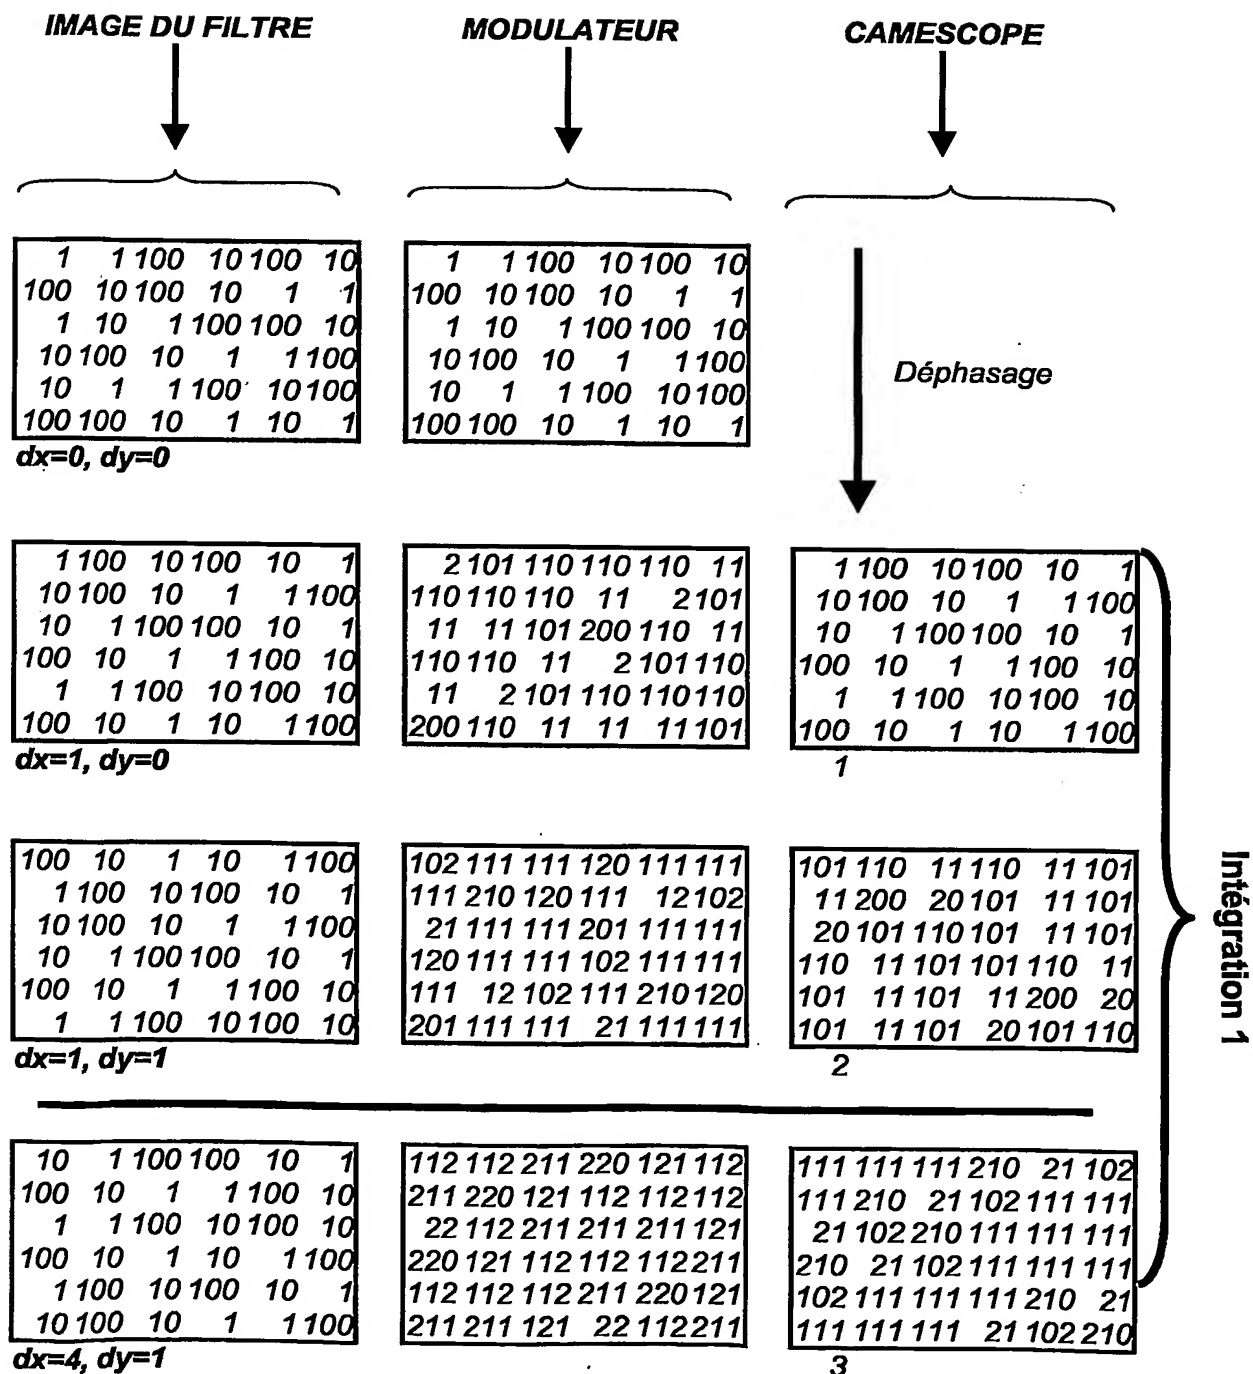 IMAGE DU FILTRE MODULATEUR CAMESCOPE
1 1 100 10 100 10
100 10 100 10 1 1
1 10 1 100 100 10
10 100 10 1 1 100
10 1 1 100 10 100
100 100 10 1 10 1
dx=0, dy=0
1 1 100 10 100 10
100 10 100 10 1 1
1 10 1 100 100 10
10 100 10 1 1 100
10 1 1 100 10 100
100 100 10 1 10 1
Déphasage
1 100 10 100 10 1
10 100 10 1 1 100
10 1 100 100 10 1
100 10 1 1 100 10
1 1 100 10 100 10
100 10 1 10 1 100
dx=1, dy=0
2 101 110 110 110 11
110 110 110 11 2 101
11 11 101 200 110 11
110 110 11 2 101 110
11 2 101 110 110 110
200 110 11 11 11 101
1 100 10 100 10 1
10 100 10 1 1 100
10 1 100 100 10 1
100 10 1 1 100 10
1 1 100 10 100 10
100 10 1 10 1 100
1
100 10 1 10 1 100
1 100 10 100 10 1
10 100 10 1 1 100
10 1 100 100 10 1
100 10 1 1 100 10
1 1 100 10 100 10
dx=1, dy=1
102 111 111 120 111 111
111 210 120 111 12 102
21 111 111 201 111 111
120 111 111 102 111 111
111 12 102 111 210 120
201 111 111 21 111 111
101 110 11 110 11 101
11 200 20 101 11 101
20 101 110 101 11 101
110 11 101 101 110 11
101 11 101 11 200 20
101 11 101 20 101 110
2
Intégration 1
10 1 100 100 10 1
100 10 1 1 100 10
1 1 100 10 100 10
100 10 1 10 1 100
1 100 10 100 10 1
10 100 10 1 1 100
dx=4, dy=1
112 112 211 220 121 112
211 220 121 112 112 112
22 112 211 211 211 121
220 121 112 112 112 211
112 112 112 211 220 121
211 211 121 22 112 211
111 111 111 210 21 102
111 210 21 102 111 111
21 102 210 111 111 111
210 21 102 111 111 111
102 111 111 111 210 21
111 111 111 21 102 210
3